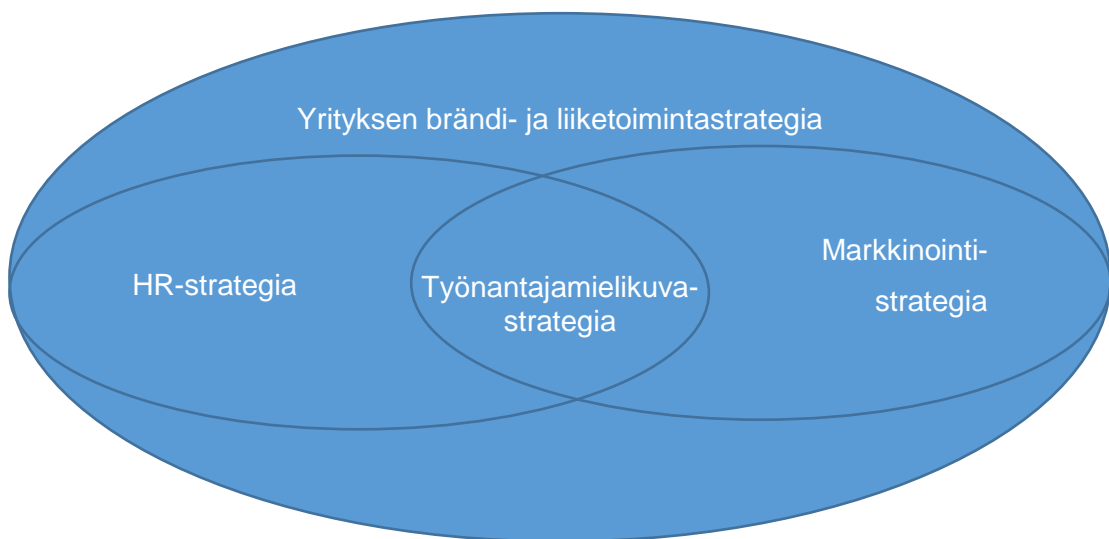 Yrityksen brändi- ja liiketoimintastrategia
HR-strategia
Työnantajamielikuva-
strategia
Markkinointi-
strategia